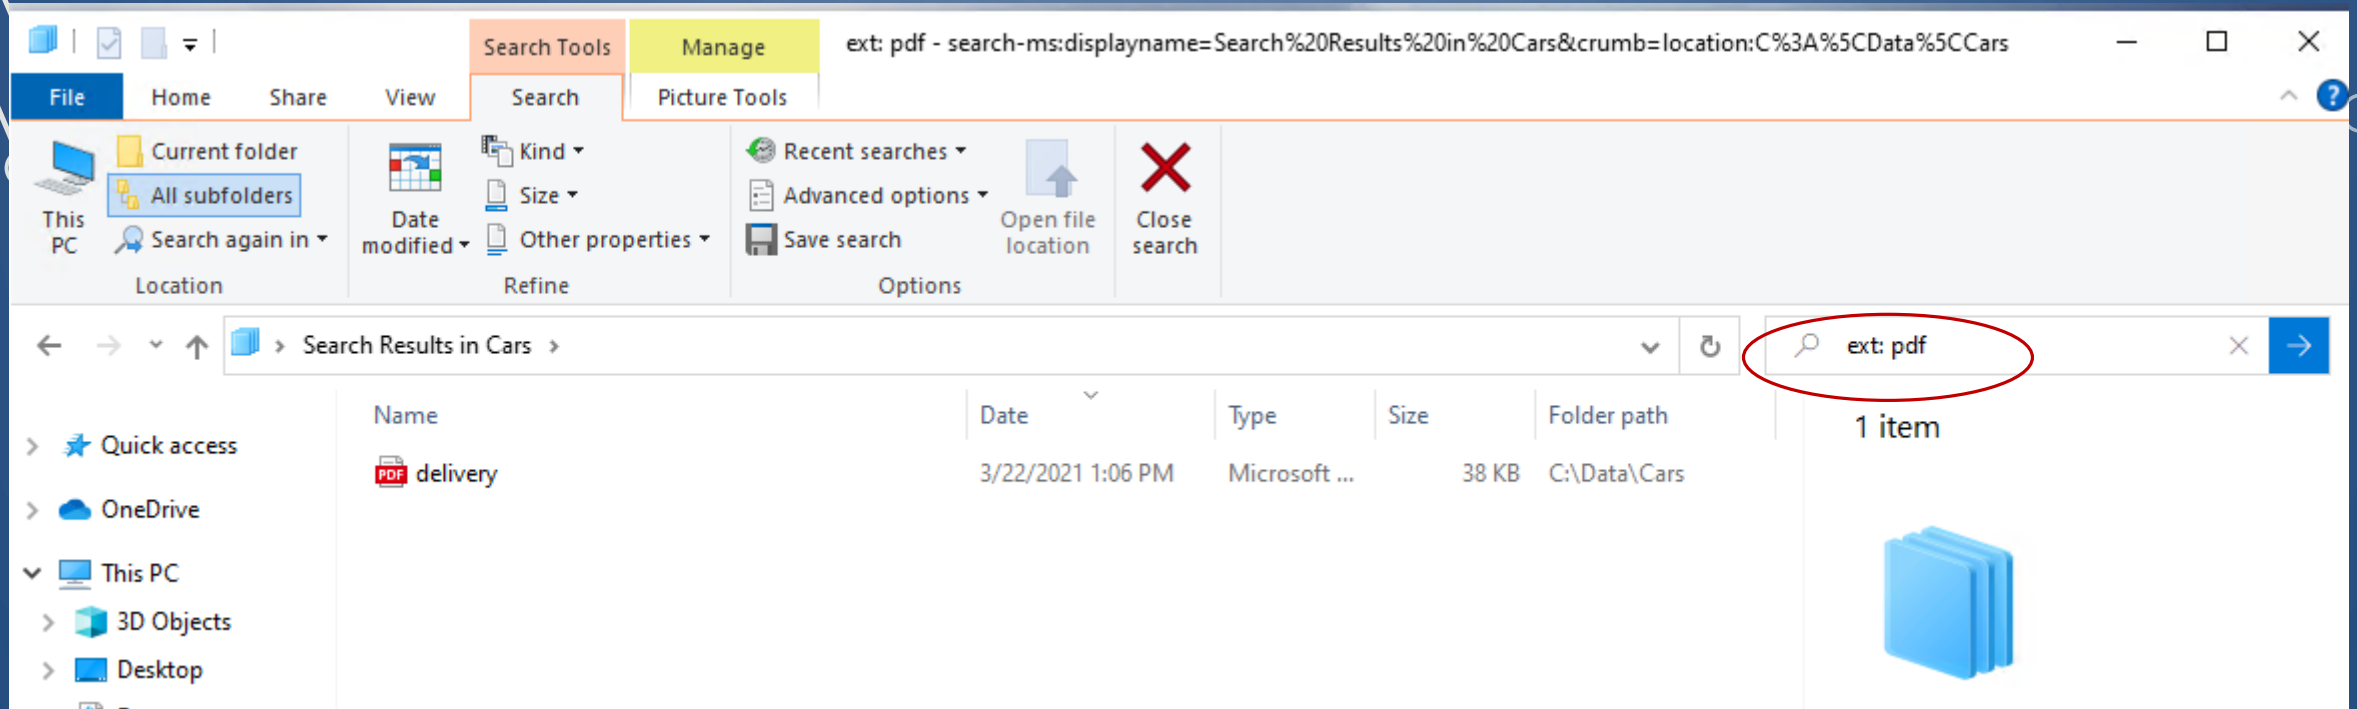 Search Tools
Manage
ext: pdf - search-ms:displayname=Search%20Results%20in%20Cars&crumb=location:C%3A%5CData%5CCars
File
Home
Share
View
Search
Picture Tools
?
This PC
Current folder
All subfolders
Search again in
Location
Date modified
Kind
Size
Other properties
Refine
Recent searches
Advanced options
Save search
Open file location
Options
Close search
Search Results in Cars
ext: pdf
Quick access
OneDrive
This PC
3D Objects
Desktop
Name
Date
Type
Size
Folder path
PDF
delivery
3/22/2021 1:06 PM
Microsoft ...
38 KB
C:\Data\Cars
1 item